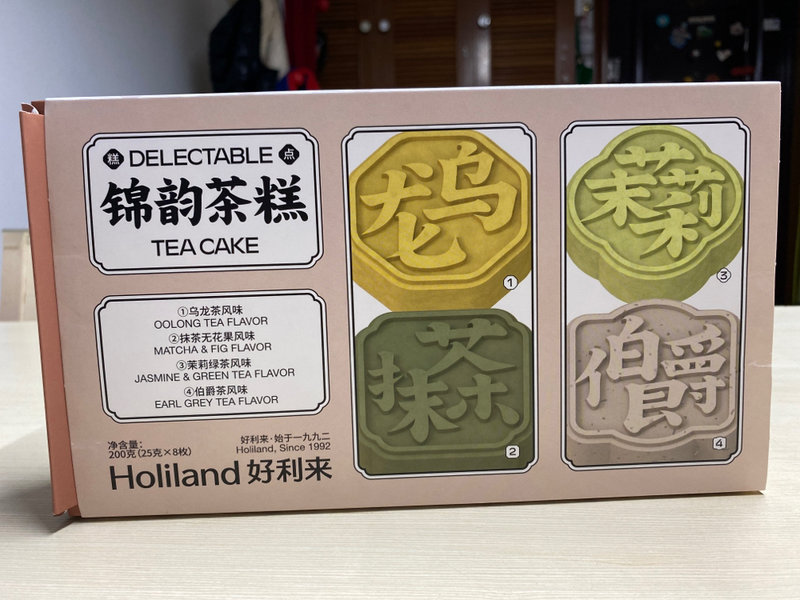 糕 DELECTABLE 点
锦韵茶糕
TEA CAKE
①乌龙茶风味
OOLONG TEA FLAVOR
②抹茶无花果风味
MATCHA & FIG FLAVOR
③茉莉绿茶风味
JASMINE & GREEN TEA FLAVOR
④伯爵茶风味
EARL GREY TEA FLAVOR
净含量:
200克(25克×8枚)
好利来·始于一九九二
Holiland, Since 1992
Holiland 好利来
乌龙
①
抹茶
②
茉莉
③
伯爵
④